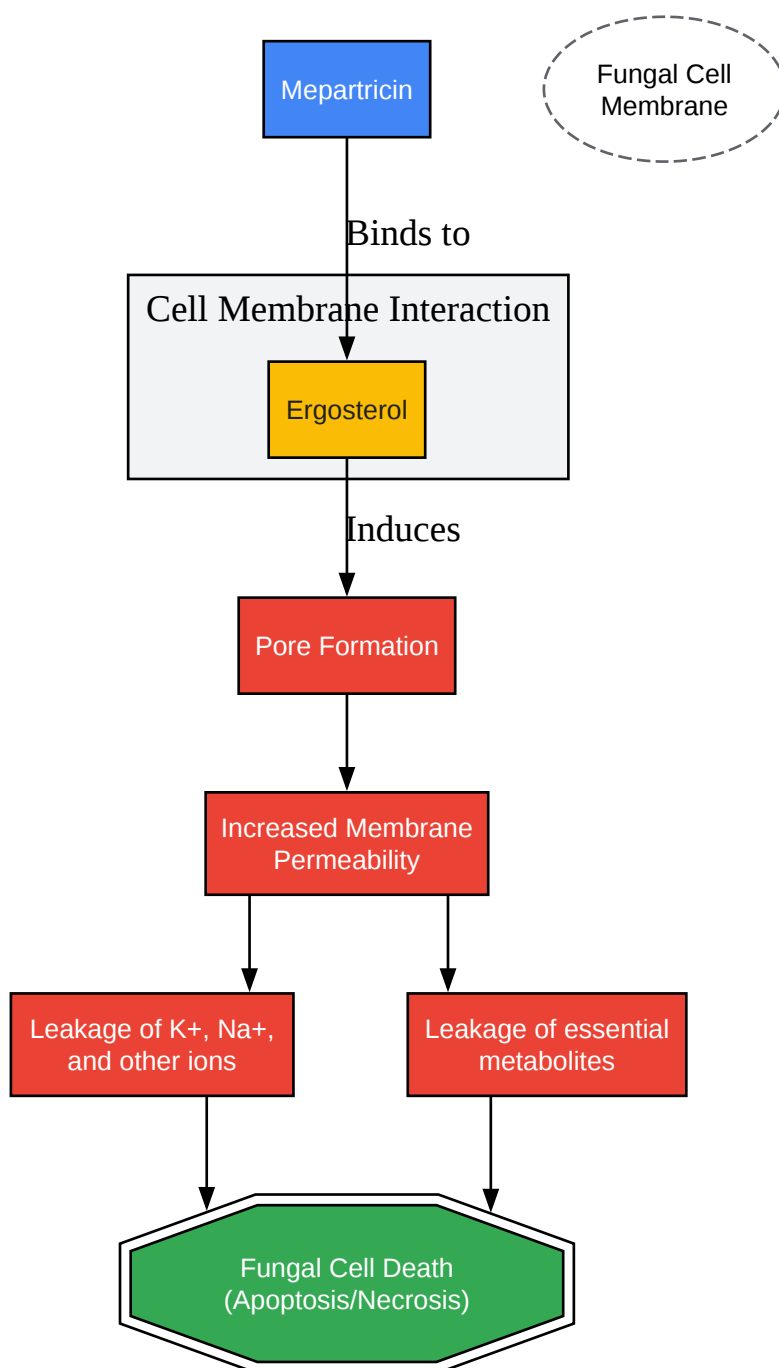 Mepartricin
Fungal Cell
Membrane
Binds to
Cell Membrane Interaction
Ergosterol
Induces
Pore Formation
Increased Membrane
Permeability
Leakage of K+, Na+,
and other ions
Leakage of essential
metabolites
Fungal Cell Death
(Apoptosis/Necrosis)